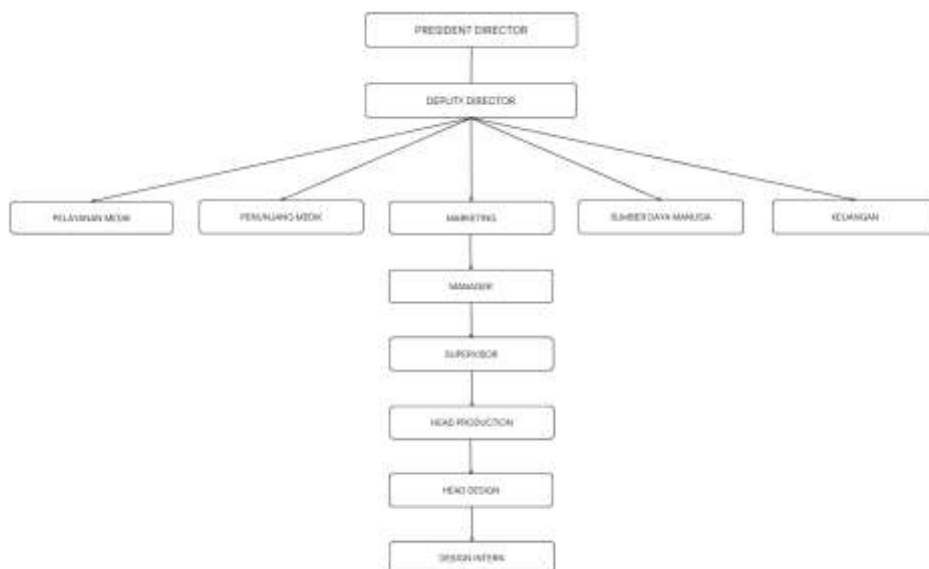 PRESIDENT DIRECTOR
DEPUTY DIRECTOR
PELAYANAN MEDIK
PENUNJANG MEDIK
MARKETING
SUMBER DAYA MANUSIA
KEUANGAN
MANAGER
SUPERVISOR
HEAD PRODUCTION
HEAD DESIGN
DESIGN INTERN